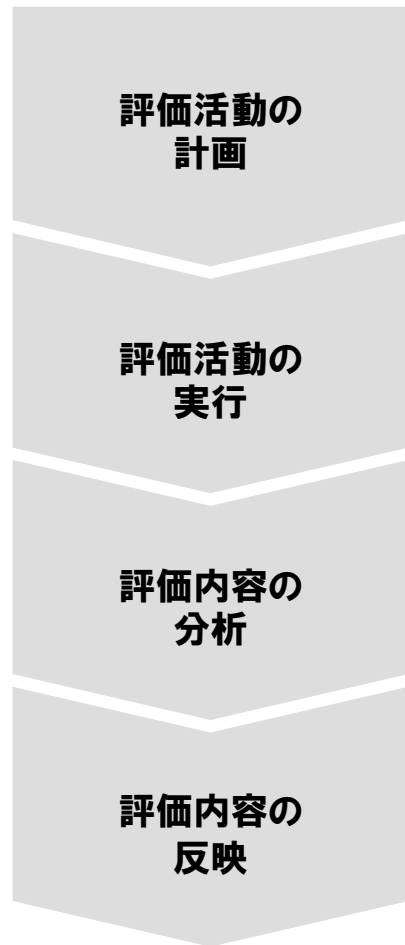 評価活動の
計画
評価活動の
実行
評価内容の
分析
評価内容の
反映